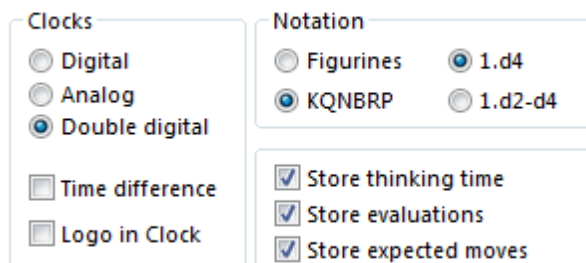 Clocks
Digital
Analog
Double digital
Time difference
Logo in Clock
Notation
Figurines
1.d4
KQNBRP
1.d2-d4
Store thinking time
Store evaluations
Store expected moves